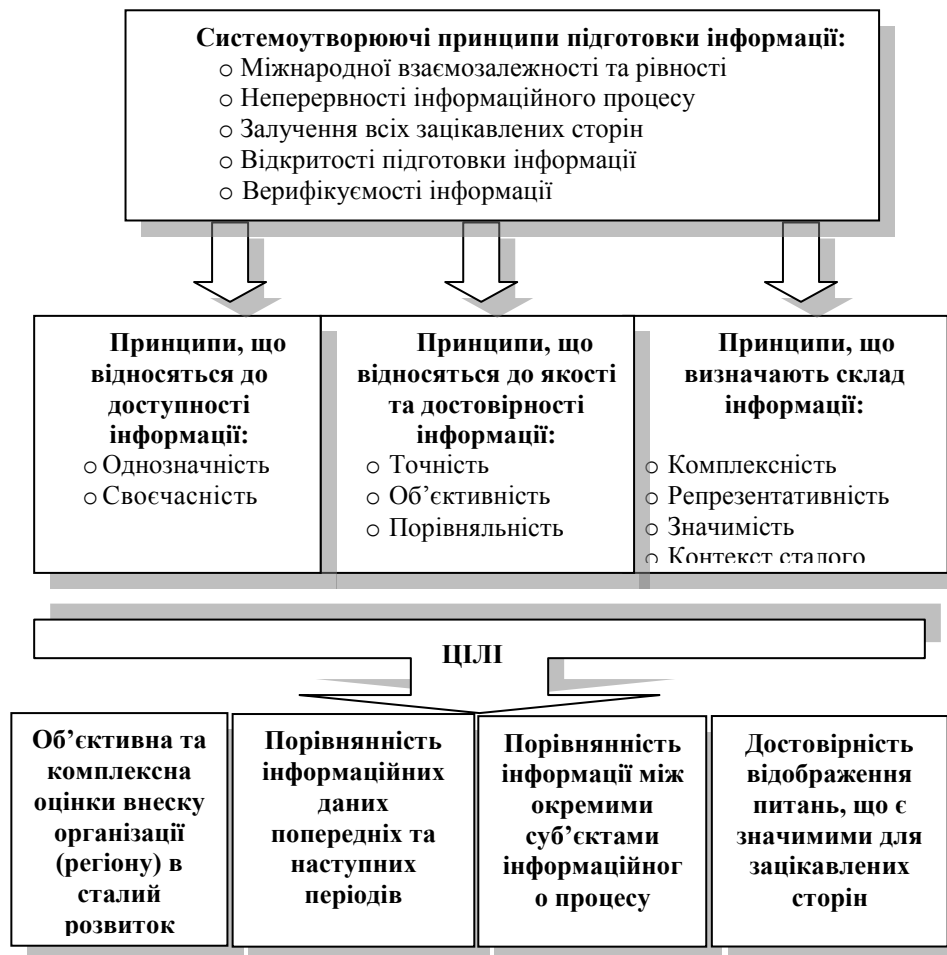 Системоутворюючі принципи підготовки інформації:
o Міжнародної взаємозалежності та рівності
o Неперервності інформаційного процесу
o Залучення всіх зацікавлених сторін
o Відкритості підготовки інформації
o Верифікуємості інформації
Принципи, що
відносяться до
доступності
інформації:
o Однозначність
o Своєчасність
Принципи, що
відносяться до якості
та достовірності
інформації:
o Точність
o Об’єктивність
o Порівняльність
Принципи, що
визначають склад
інформації:
o Комплексність
o Репрезентативність
o Значимість
o Контекст сталого
ЦІЛІ
Об’єктивна та
комплексна
оцінки внеску
організації
(регіону) в
сталий
розвиток
Порівнянність
інформаційних
даних
попередніх та
наступних
періодів
Порівнянність
інформації між
окремими
суб’єктами
інформаційног
о процесу
Достовірність
відображення
питань, що є
значимими для
зацікавлених
сторін